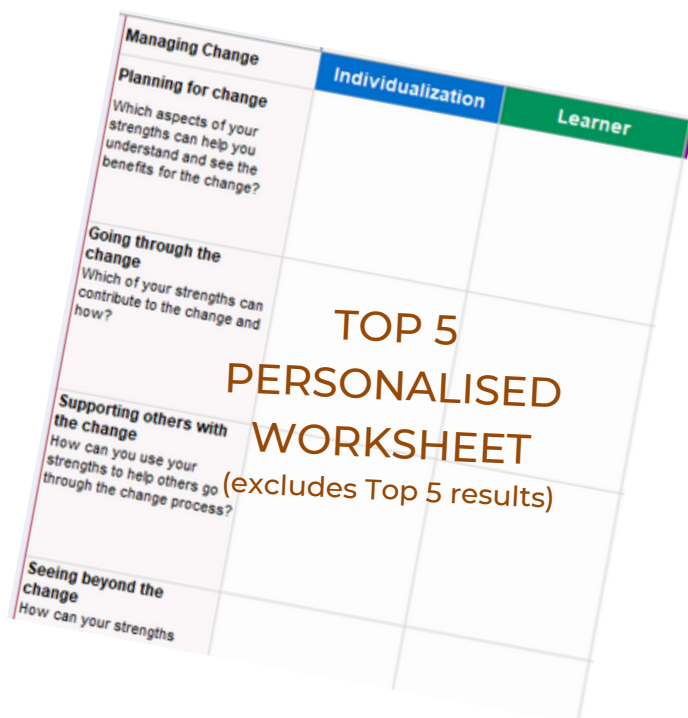 Managing Change
Individualization
Learner
Planning for change
Which aspects of your
strengths can help you
understand and see the
benefits for the change?
Going through the
change
Which of your strengths can
contribute to the change and
how?
Supporting others with
the change
How can you use your
strengths to help others go
through the change process?
Seeing beyond the
change
How can your strengths
TOP 5
PERSONALISED
WORKSHEET
(excludes Top 5 results)